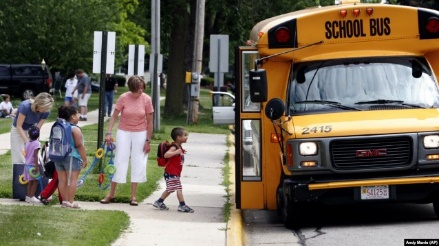 SCHOOL BUS
2415
GMC
Andy Manis (AP)